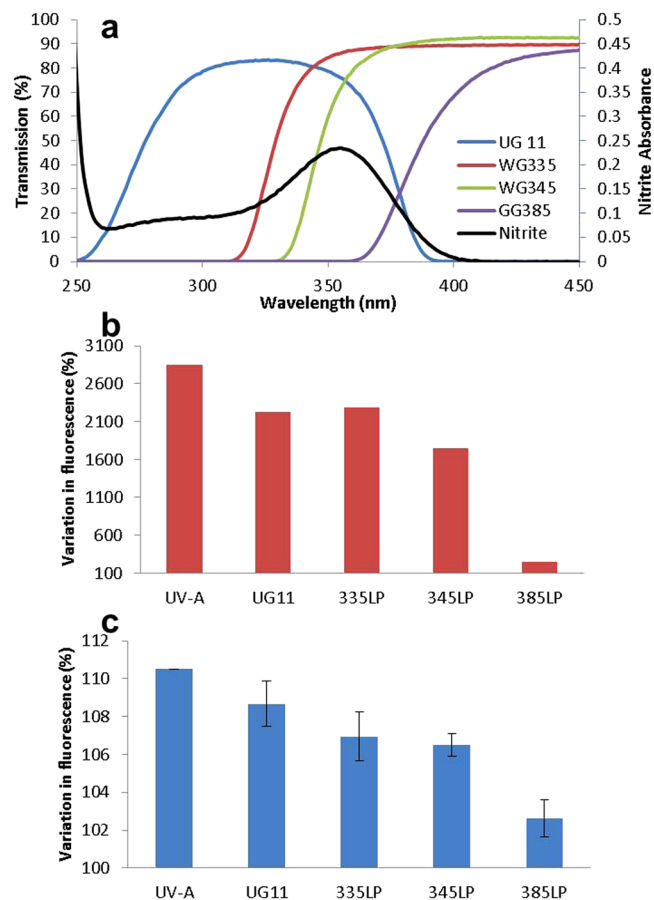 a
100
90
80
70
60
50
40
30
20
10
0
Transmission (%)
0.5
0.45
0.4
0.35
0.3
0.25
0.2
0.15
0.1
0.05
0
Nitrite Absorbance
UG 11
WG335
WG345
GG385
Nitrite
250 300 350 400 450
Wavelength (nm)
b
3100
2600
2100
1600
1100
600
100
Variation in fluorescence (%)
UV-A UG11 335LP 345LP 385LP
c
112
110
108
106
104
102
100
Variation in fluorescence (%)
UV-A UG11 335LP 345LP 385LP